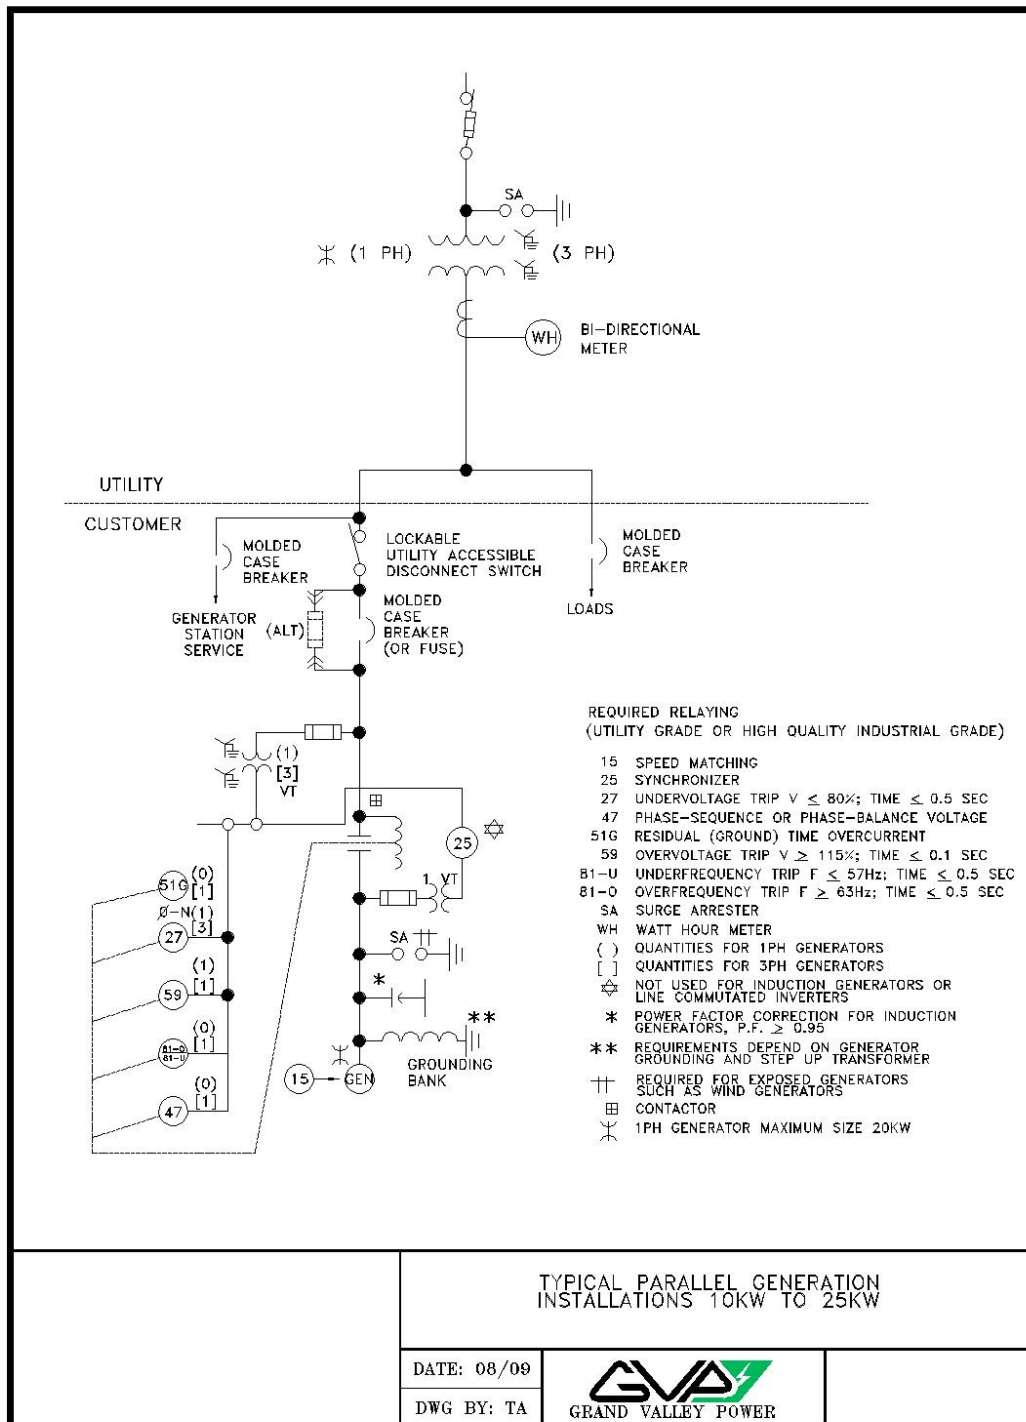 SA
(1 PH)
(3 PH)
WH
BI-DIRECTIONAL
METER
UTILITY
CUSTOMER
MOLDED
CASE
BREAKER
GENERATOR
STATION
SERVICE
LOCKABLE
UTILITY ACCESSIBLE
DISCONNECT SWITCH
MOLDED
CASE
BREAKER
LOADS
(ALT)
MOLDED
CASE
BREAKER
(OR FUSE)
(1)
[3]
VT
25
1 VT
51G
(0)
[1]
Ø-N(1)
[3]
27
(1)
[1]
59
(0)
[1]
81-O
81-U
(0)
[1]
47
SA
*
**
GROUNDING
BANK
15
GEN
REQUIRED RELAYING
(UTILITY GRADE OR HIGH QUALITY INDUSTRIAL GRADE)
15 SPEED MATCHING
25 SYNCHRONIZER
27 UNDERVOLTAGE TRIP V ≤ 80%; TIME ≤ 0.5 SEC
47 PHASE-SEQUENCE OR PHASE-BALANCE VOLTAGE
51G RESIDUAL (GROUND) TIME OVERCURRENT
59 OVERVOLTAGE TRIP V ≥ 115%; TIME ≤ 0.1 SEC
81-U UNDERFREQUENCY TRIP F ≤ 57Hz; TIME ≤ 0.5 SEC
81-O OVERFREQUENCY TRIP F ≥ 63Hz; TIME ≤ 0.5 SEC
SA SURGE ARRESTER
WH WATT HOUR METER
( ) QUANTITIES FOR 1PH GENERATORS
[ ] QUANTITIES FOR 3PH GENERATORS
NOT USED FOR INDUCTION GENERATORS OR
LINE COMMUTATED INVERTERS
* POWER FACTOR CORRECTION FOR INDUCTION
GENERATORS, P.F. ≥ 0.95
** REQUIREMENTS DEPEND ON GENERATOR
GROUNDING AND STEP UP TRANSFORMER
REQUIRED FOR EXPOSED GENERATORS
SUCH AS WIND GENERATORS
CONTACTOR
1PH GENERATOR MAXIMUM SIZE 20KW
TYPICAL PARALLEL GENERATION
INSTALLATIONS 10KW TO 25KW
DATE: 08/09
DWG BY: TA
GVP
GRAND VALLEY POWER